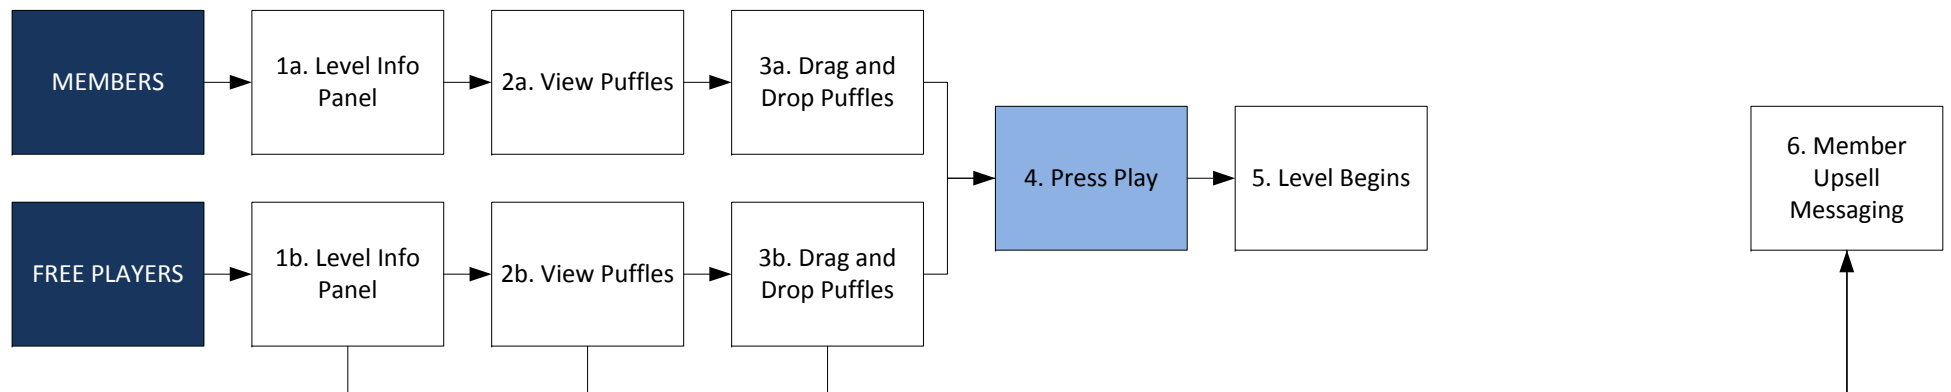 MEMBERS
1a. Level Info
Panel
2a. View Puffles
3a. Drag and
Drop Puffles
4. Press Play
5. Level Begins
6. Member
Upsell
Messaging
FREE PLAYERS
1b. Level Info
Panel
2b. View Puffles
3b. Drag and
Drop Puffles